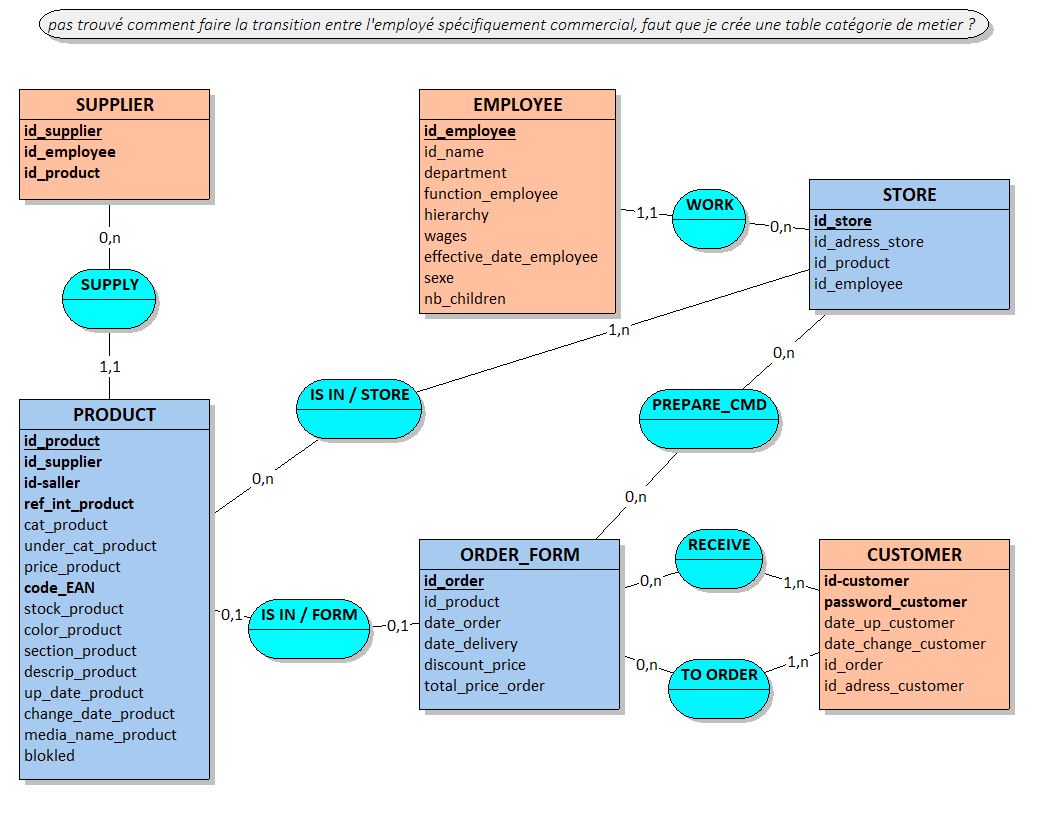 pas trouvé comment faire la transition entre l'employé spécifiquement commercial, faut que je crée une table catégorie de metier ?
SUPPLIER
id_supplier
id_employee
id_product
0,n
SUPPLY
1,1
EMPLOYEE
id_employee
id_name
department
function_employee
hierarchy
wages
effective_date_employee
sexe
nb_children
1,1
WORK
0,n
STORE
id_store
id_adress_store
id_product
id_employee
1,n
IS IN / STORE
0,n
0,n
PREPARE_CMD
0,n
PRODUCT
id_product
id_supplier
id-saller
ref_int_product
cat_product
under_cat_product
price_product
code_EAN
stock_product
color_product
section_product
descrip_product
up_date_product
change_date_product
media_name_product
blokled
0,1
IS IN / FORM
0,1
ORDER_FORM
id_order
id_product
date_order
date_delivery
discount_price
total_price_order
0,n
RECEIVE
1,n
0,n
TO ORDER
1,n
CUSTOMER
id-customer
password_customer
date_up_customer
date_change_customer
id_order
id_adress_customer